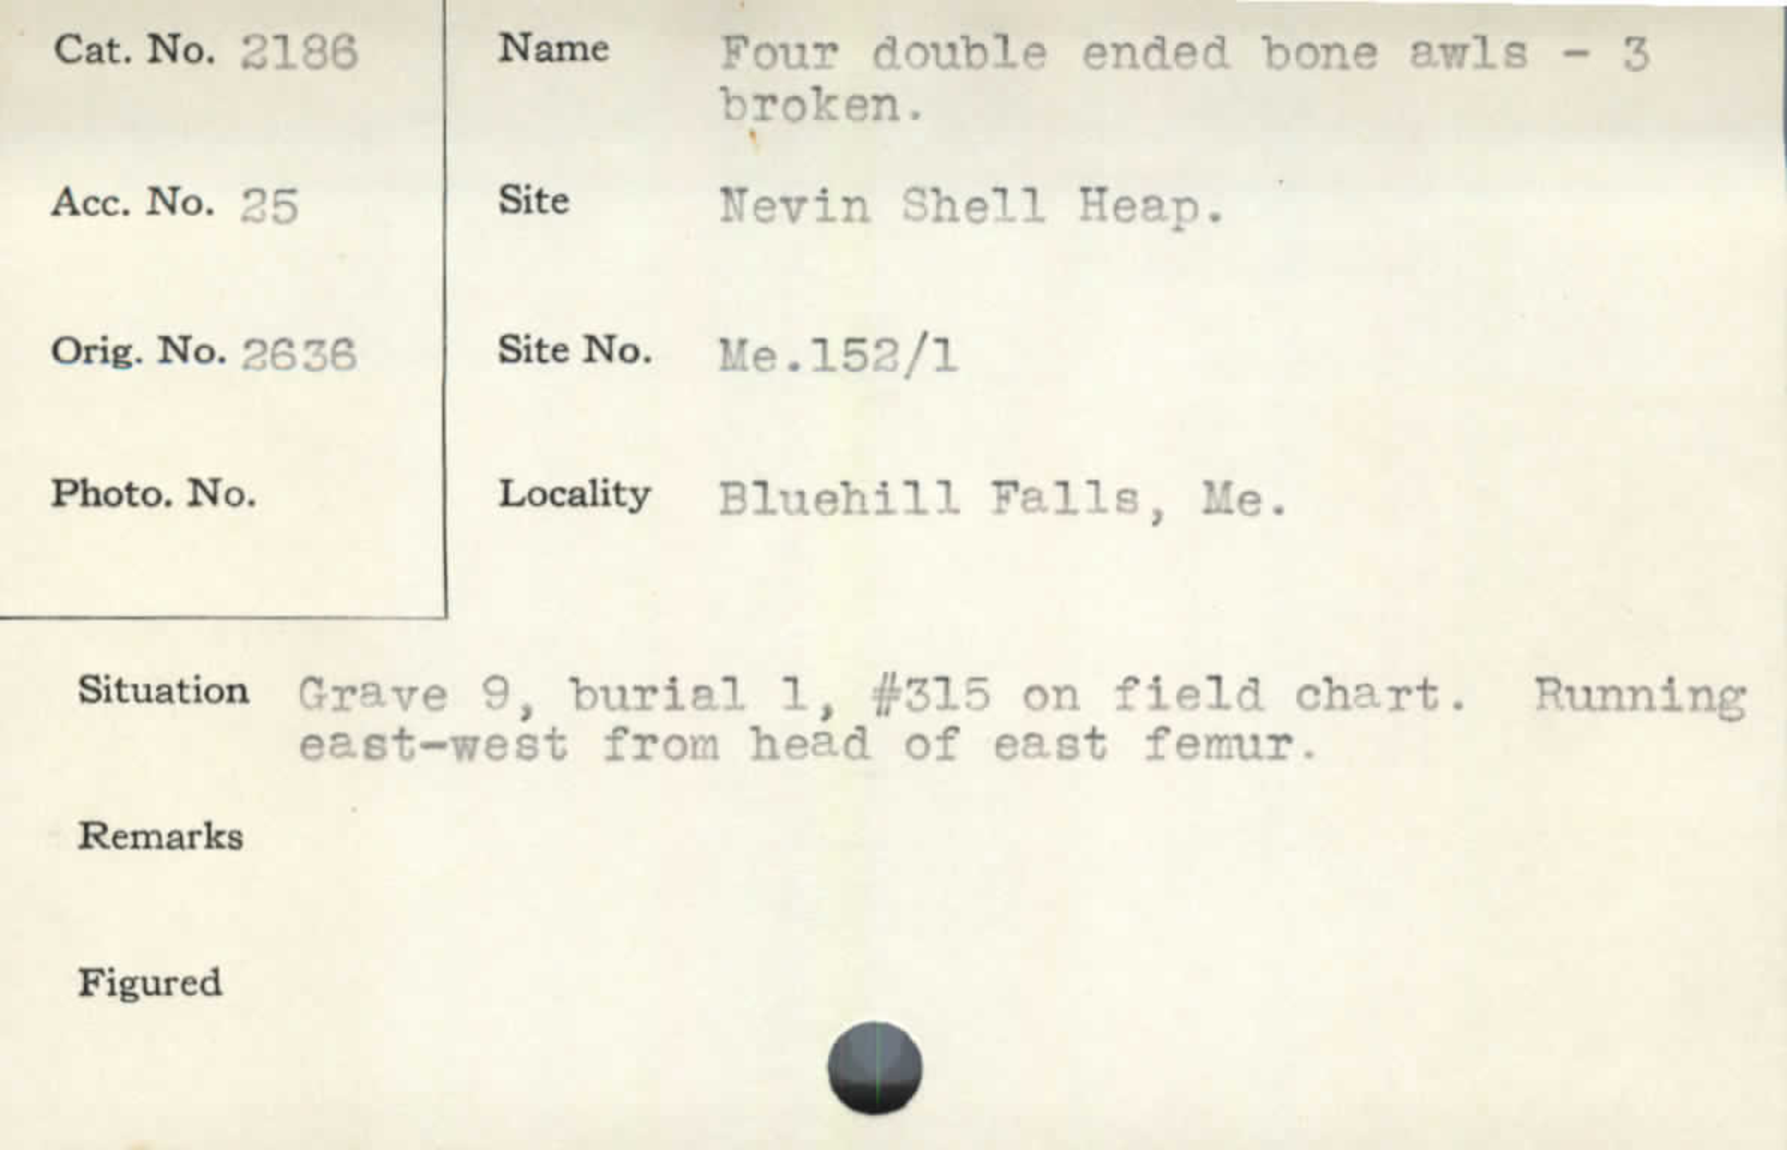 Cat. No. 2186
Name Four double ended bone awls - 3
broken.
Acc. No. 25
Site Nevin Shell Heap.
Orig. No. 2636
Site No. Me.152/1
Photo. No.
Locality Bluehill Falls, Me.
Situation Grave 9, burial 1, #315 on field chart. Running
east-west from head of east femur.
Remarks
Figured